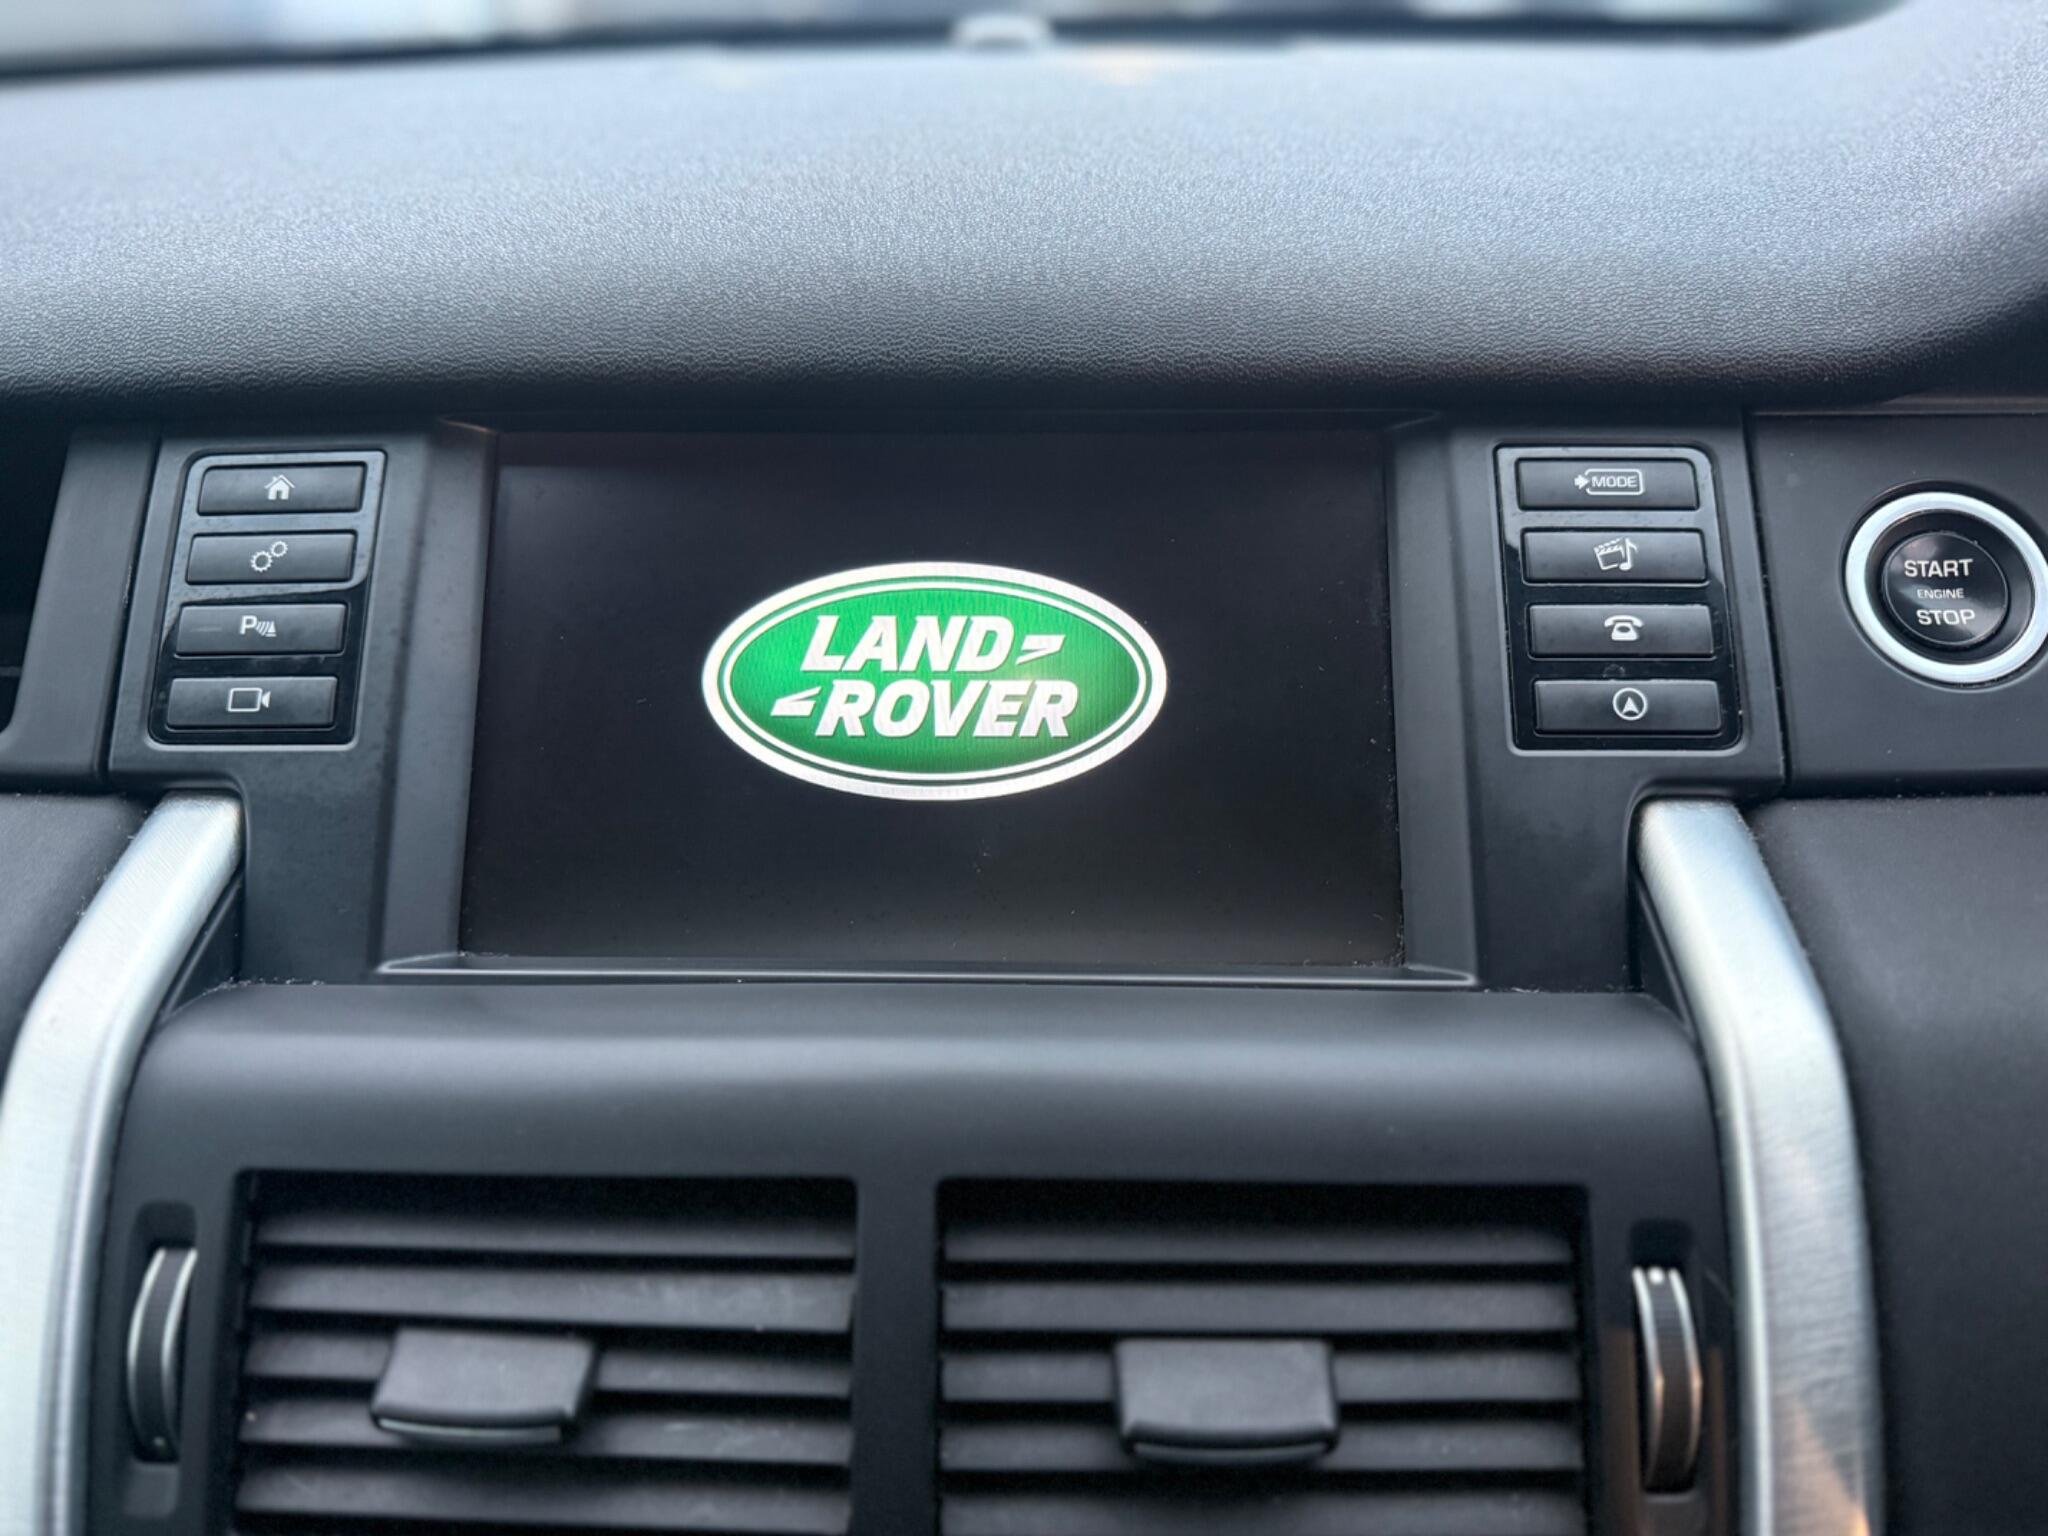 LAND
ROVER
MODE
P
START
ENGINE
STOP